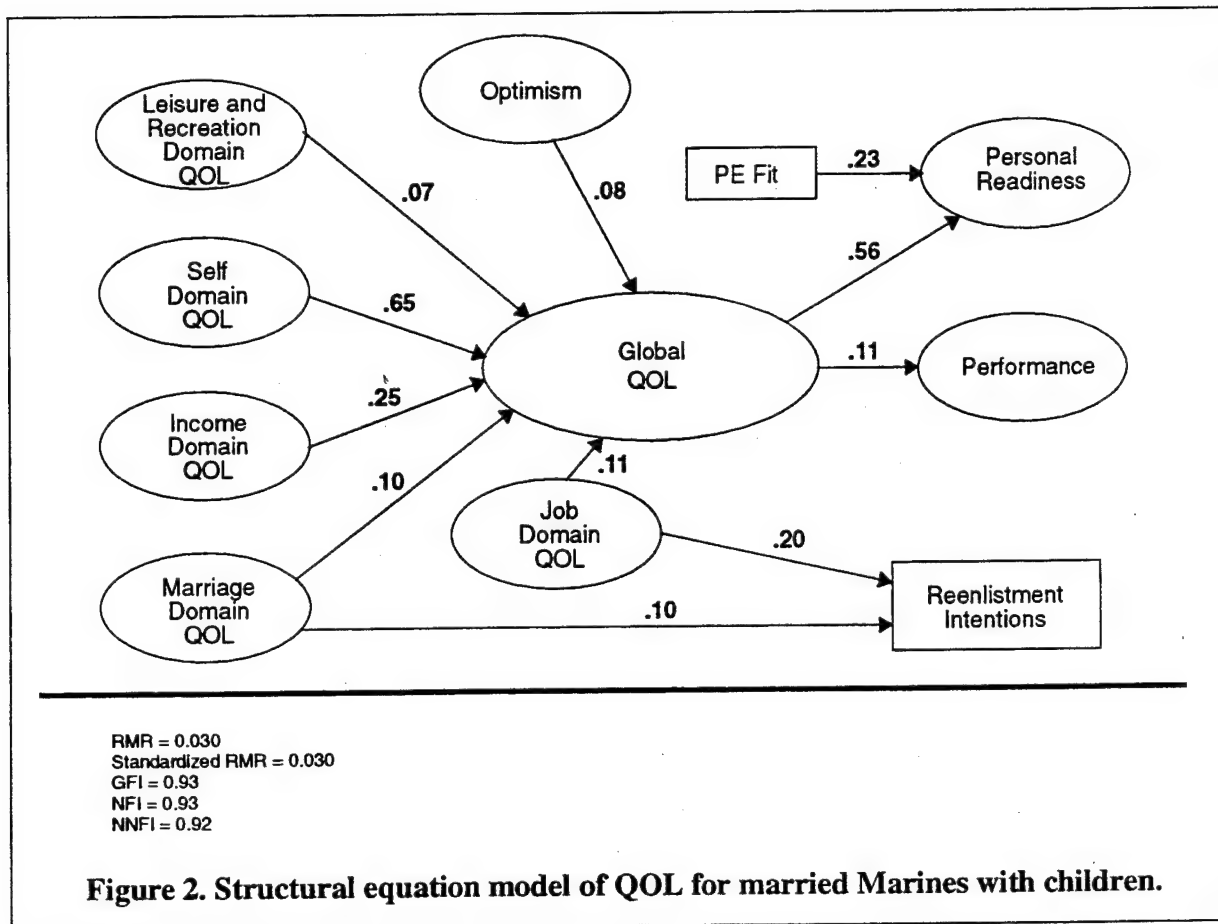 Leisure and
Recreation
Domain
QOL
Optimism
PE Fit
.23
Personal
Readiness
.07
.08
.56
Self
Domain
QOL
.65
Global
QOL
.11
Performance
Income
Domain
QOL
.25
.10
.11
Job
Domain
QOL
.20
Marriage
Domain
QOL
.10
Reenlistment
Intentions
RMR = 0.030
Standardized RMR = 0.030
GFI = 0.93
NFI = 0.93
NNFI = 0.92
Figure 2. Structural equation model of QOL for married Marines with children.